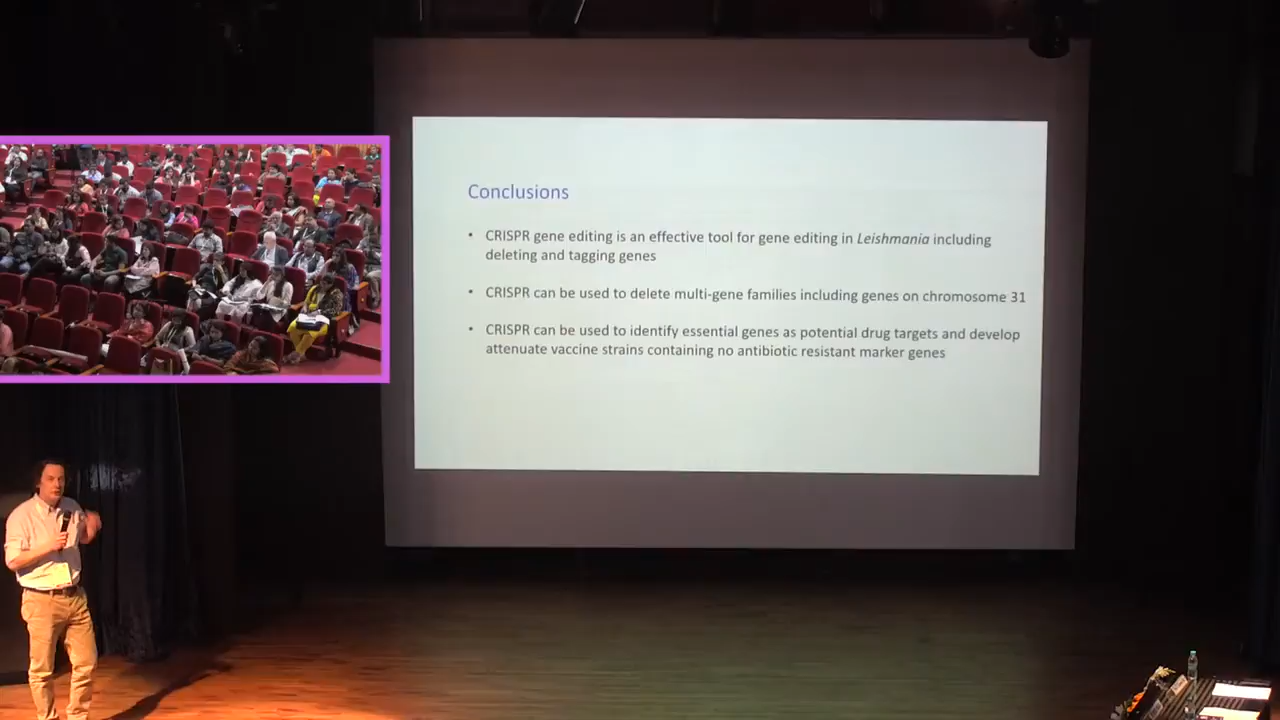 Conclusions
• CRISPR gene editing is an effective tool for gene editing in Leishmania including
deleting and tagging genes
• CRISPR can be used to delete multi-gene families including genes on chromosome 31
• CRISPR can be used to identify essential genes as potential drug targets and develop
attenuate vaccine strains containing no antibiotic resistant marker genes